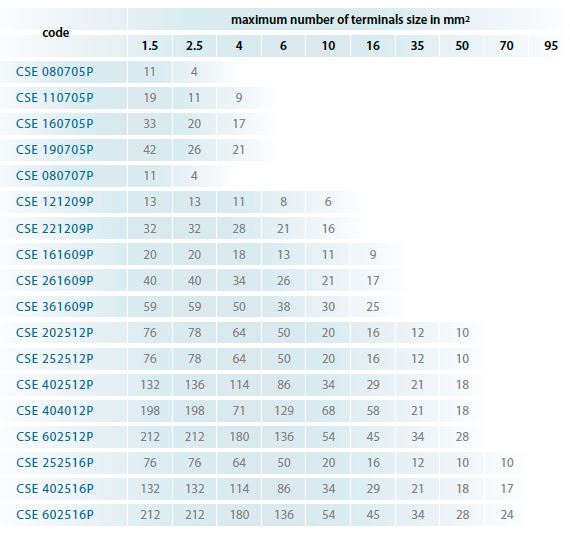 maximum number of terminals size in mm2
code
1.5 2.5 4 6 10 16 35 50 70 95
CSE 080705P 11 4
CSE 110705P 19 11 9
CSE 160705P 33 20 17
CSE 190705P 42 26 21
CSE 080707P 11 4
CSE 121209P 13 13 11 8 6
CSE 221209P 32 32 28 21 16
CSE 161609P 20 20 18 13 11 9
CSE 261609P 40 40 34 26 21 17
CSE 361609P 59 59 50 38 30 25
CSE 202512P 76 78 64 50 20 16 12 10
CSE 252512P 76 78 64 50 20 16 12 10
CSE 402512P 132 136 114 86 34 29 21 18
CSE 404012P 198 198 71 129 68 58 21 18
CSE 602512P 212 212 180 136 54 45 34 28
CSE 252516P 76 76 64 50 20 16 12 10 10
CSE 402516P 132 132 114 86 34 29 21 18 17
CSE 602516P 212 212 180 136 54 45 34 28 24